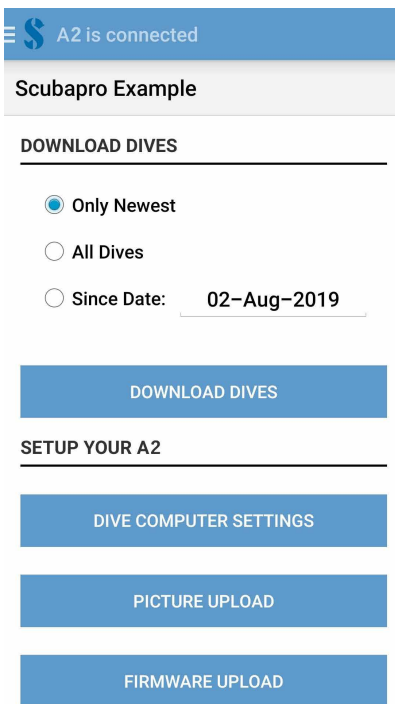 A2 is connected
Scubapro Example
DOWNLOAD DIVES
Only Newest
All Dives
Since Date: 02-Aug-2019
DOWNLOAD DIVES
SETUP YOUR A2
DIVE COMPUTER SETTINGS
PICTURE UPLOAD
FIRMWARE UPLOAD